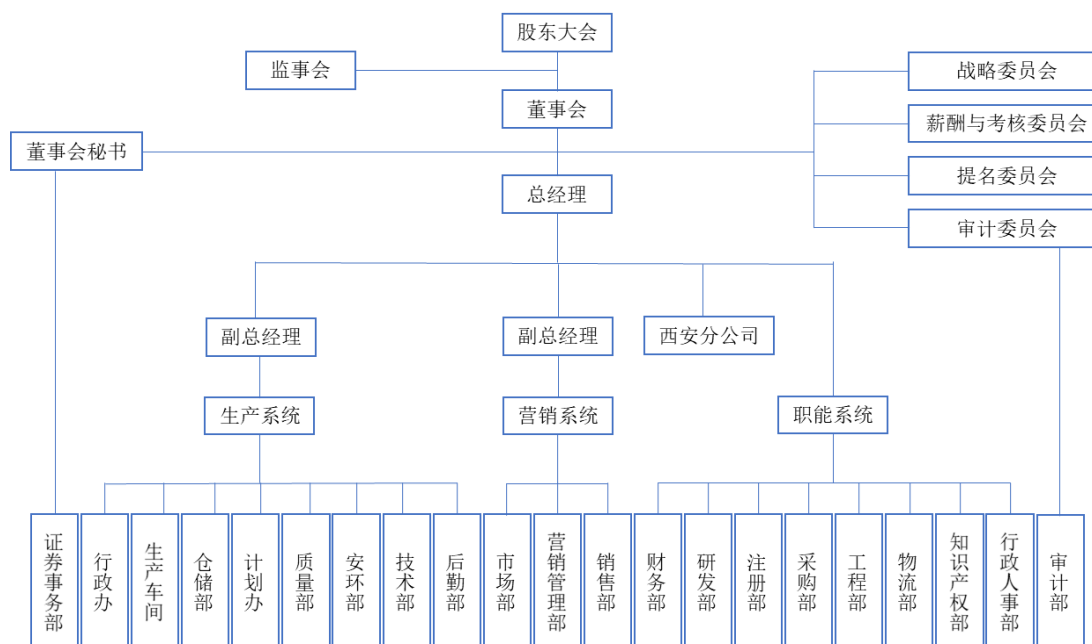 股东大会
监事会
战略委员会
董事会
薪酬与考核委员会
董事会秘书
提名委员会
总经理
审计委员会
副总经理
副总经理
西安分公司
生产系统
营销系统
职能系统
证券事务部
行政办
生产车间
仓储部
计划办
质量部
安环部
技术部
后勤部
市场部
营销管理部
销售部
财务部
研发部
注册部
采购部
工程部
物流部
知识产权部
行政人事部
审计部